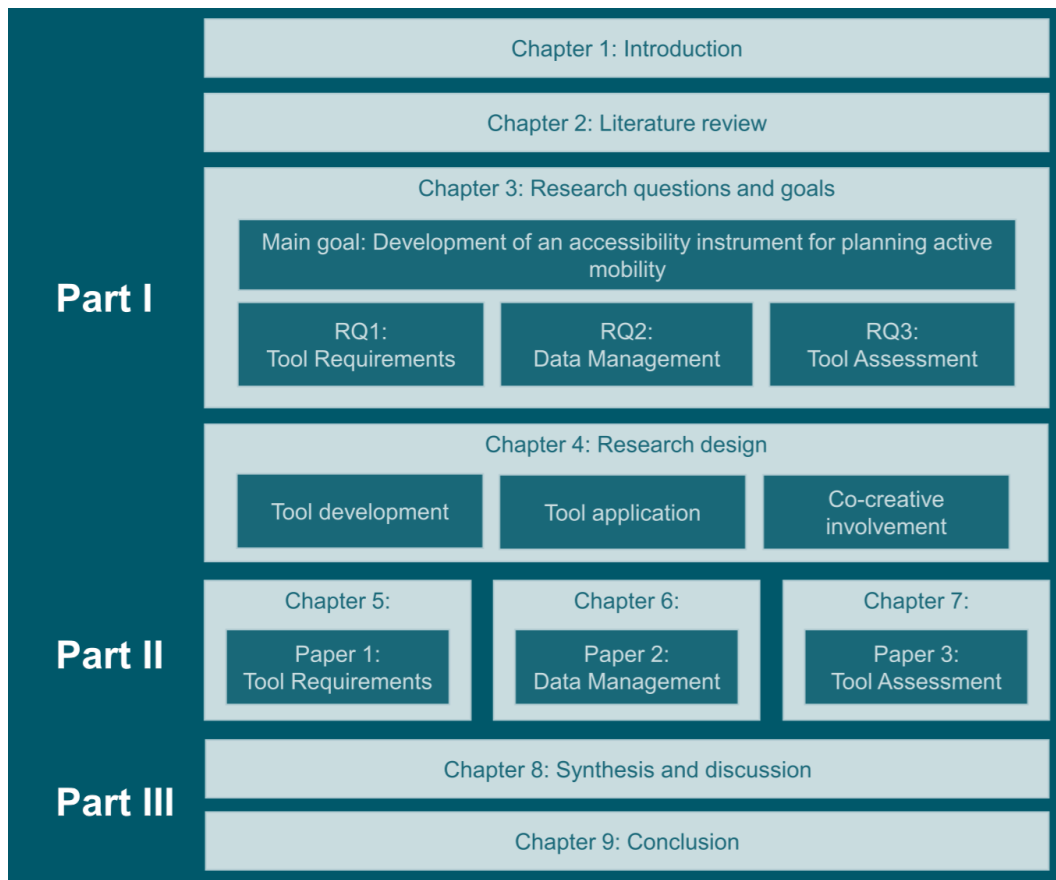 Part I
Chapter 1: Introduction
Chapter 2: Literature review
Chapter 3: Research questions and goals
Main goal: Development of an accessibility instrument for planning active
mobility
RQ1:
Tool Requirements
RQ2:
Data Management
RQ3:
Tool Assessment
Chapter 4: Research design
Tool development
Tool application
Co-creative
involvement
Part II
Chapter 5:
Paper 1:
Tool Requirements
Chapter 6:
Paper 2:
Data Management
Chapter 7:
Paper 3:
Tool Assessment
Part III
Chapter 8: Synthesis and discussion
Chapter 9: Conclusion